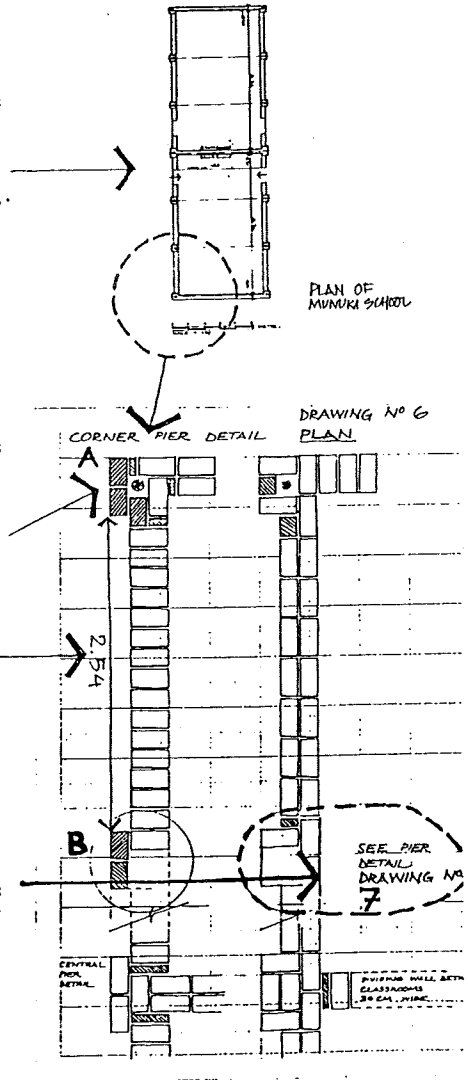 PLAN OF
MUNUKI SCHOOL
DRAWING Nº 6
PLAN
CORNER PIER DETAIL
A
2.54
B
SEE PIER
DETAIL
DRAWING Nº
7
CENTRAL
PIER
DETAIL
DIVIDING WALL DETA
CLASSROOMS
30 CM. WIDE